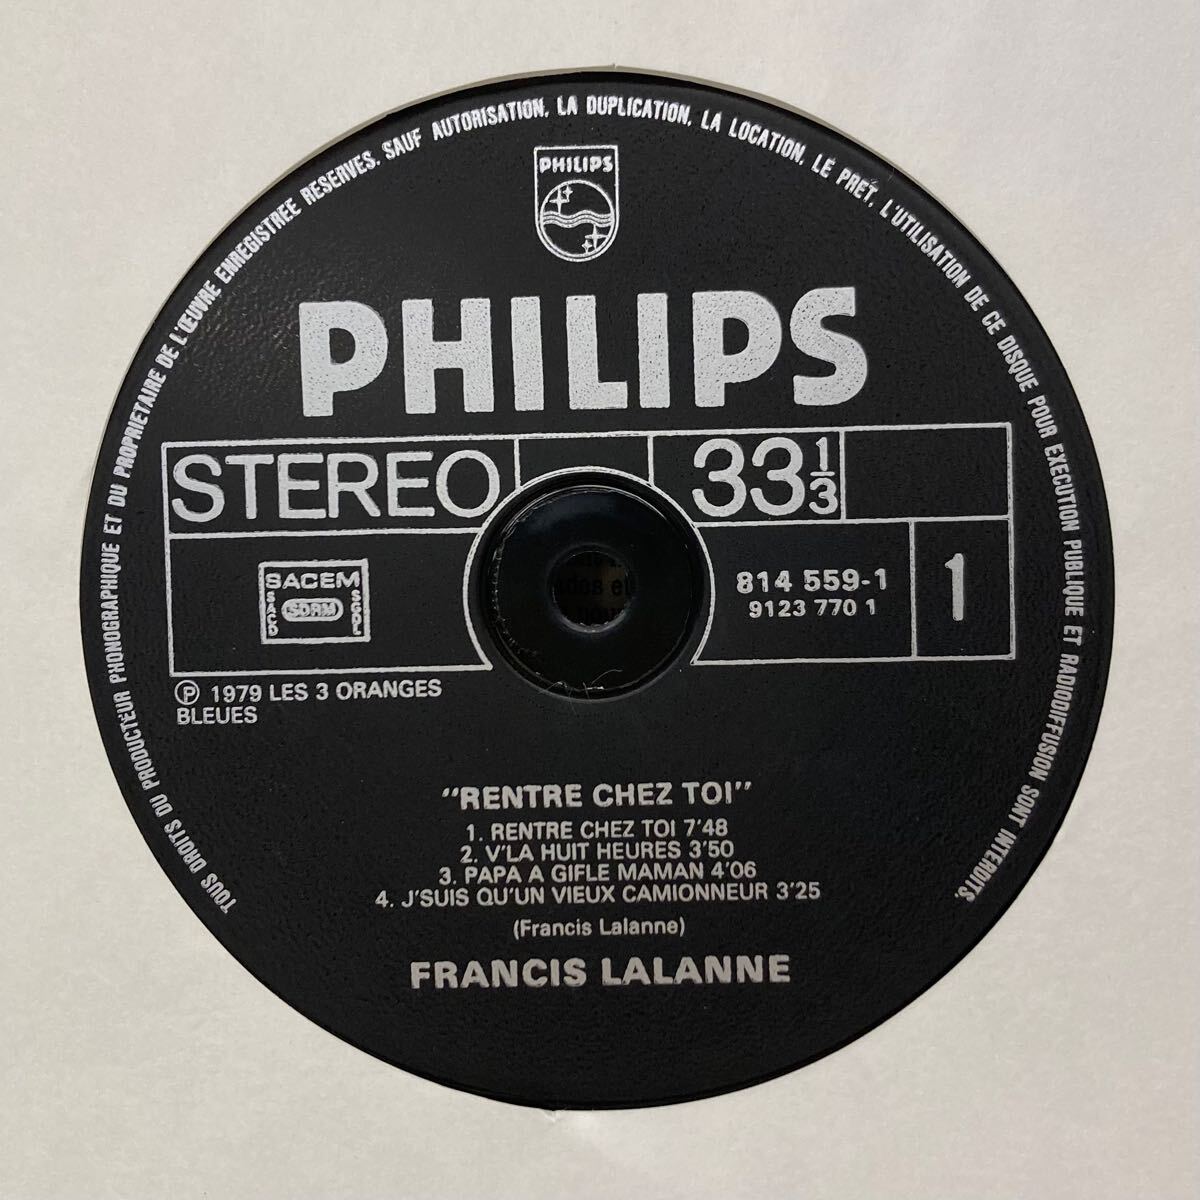 TOUS DROITS DU PRODUCTEUR PHONOGRAPHIQUE ET DU PROPRIETAIRE DE L'ŒUVRE ENREGISTREE RESERVES. SAUF AUTORISATION, LA DUPLICATION, LA LOCATION, LE PRET, L'UTILISATION DE CE DISQUE POUR EXECUTION PUBLIQUE ET RADIODIFFUSION SONT INTERDITS.
PHILIPS
PHILIPS
STEREO
33 1/3
SACEM
SACD
SDRM
SGDL
814 559-1
9123 770 1
1
Ⓟ 1979 LES 3 ORANGES
BLEUES
"RENTRE CHEZ TOI"
1. RENTRE CHEZ TOI 7'48
2. V'LA HUIT HEURES 3'50
3. PAPA A GIFLE MAMAN 4'06
4. J'SUIS QU'UN VIEUX CAMIONNEUR 3'25
(Francis Lalanne)
FRANCIS LALANNE